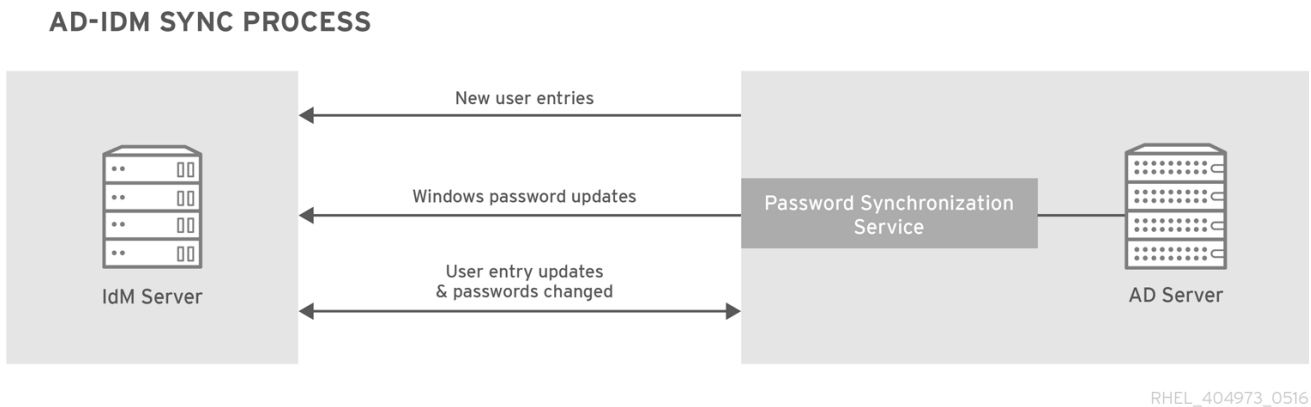 AD-IDM SYNC PROCESS
New user entries
Windows password updates
Password Synchronization
Service
User entry updates
& passwords changed
IdM Server
AD Server
RHEL_404973_0516